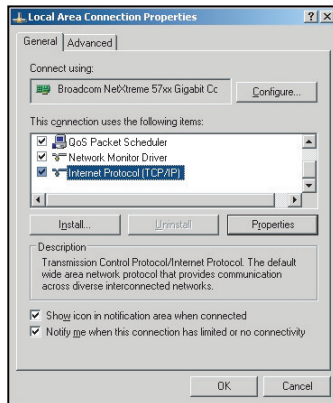 Local Area Connection Properties
General Advanced
Connect using:
Broadcom NetXtreme 57xx Gigabit Cc
Configure...
This connection uses the following items:
QoS Packet Scheduler
Network Monitor Driver
Internet Protocol (TCP/IP)
Install... Uninstall Properties
Description
Transmission Control Protocol/Internet Protocol. The default
wide area network protocol that provides communication
across diverse interconnected networks.
Show icon in notification area when connected
Notify me when this connection has limited or no connectivity
OK Cancel